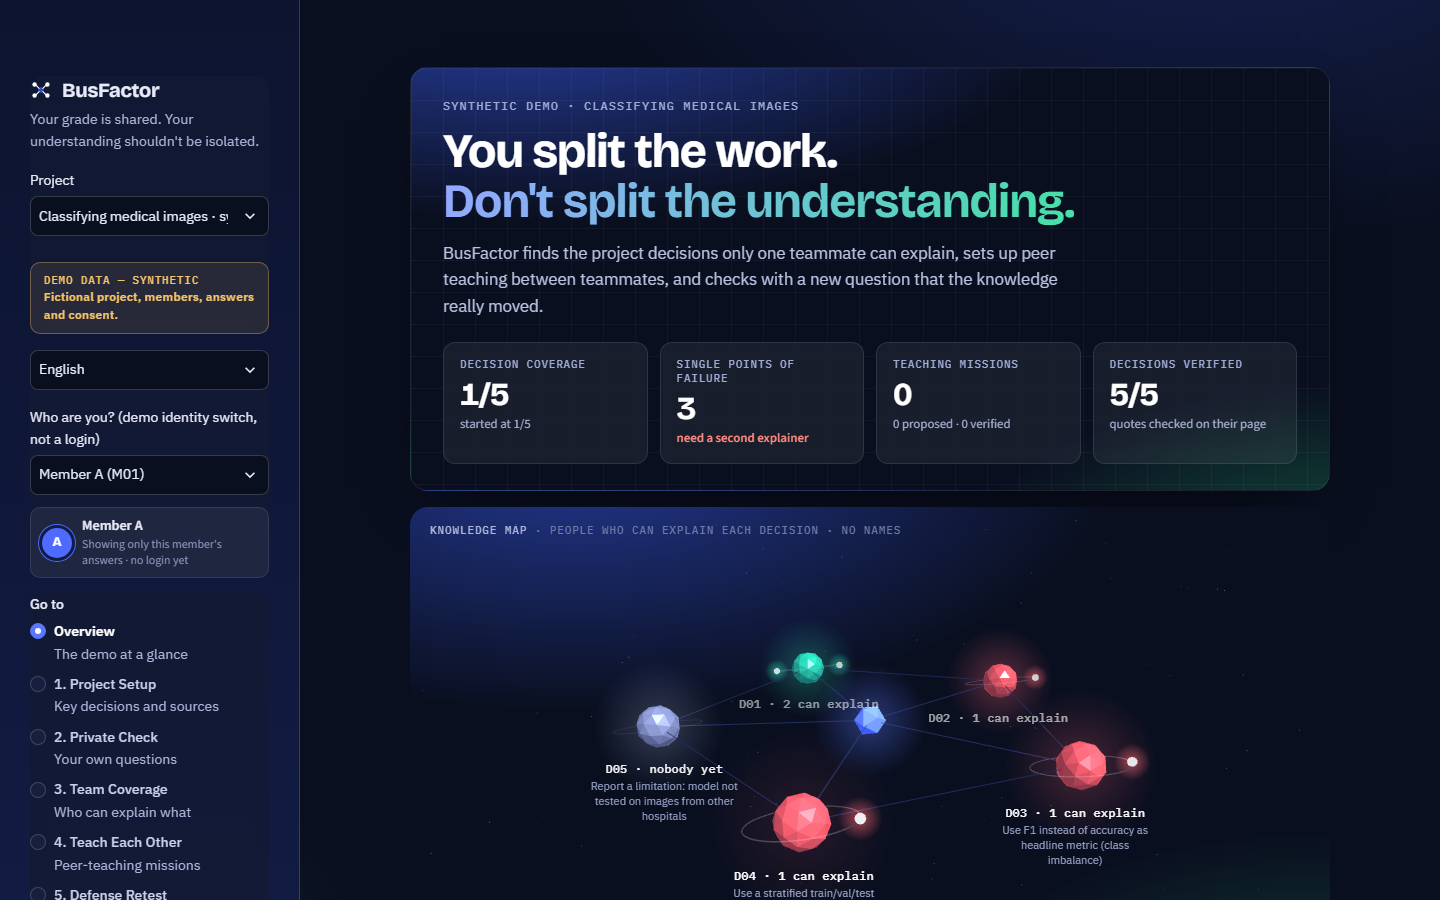 BusFactor
Your grade is shared. Your
understanding shouldn't be isolated.
Project
Classifying medical images · sy
DEMO DATA — SYNTHETIC
Fictional project, members, answers
and consent.
English
Who are you? (demo identity switch,
not a login)
Member A (M01)
A
Member A
Showing only this member's
answers · no login yet
Go to
Overview
The demo at a glance
1. Project Setup
Key decisions and sources
2. Private Check
Your own questions
3. Team Coverage
Who can explain what
4. Teach Each Other
Peer-teaching missions
5. Defense Retest
SYNTHETIC DEMO · CLASSIFYING MEDICAL IMAGES
You split the work.
Don't split the understanding.
BusFactor finds the project decisions only one teammate can explain, sets up peer
teaching between teammates, and checks with a new question that the knowledge
really moved.
DECISION COVERAGE
1/5
started at 1/5
SINGLE POINTS OF
FAILURE
3
need a second explainer
TEACHING MISSIONS
0
0 proposed · 0 verified
DECISIONS VERIFIED
5/5
quotes checked on their page
KNOWLEDGE MAP · PEOPLE WHO CAN EXPLAIN EACH DECISION · NO NAMES
D01 · 2 can explain
D02 · 1 can explain
D05 · nobody yet
Report a limitation: model not
tested on images from other
hospitals
D03 · 1 can explain
Use F1 instead of accuracy as
headline metric (class
imbalance)
D04 · 1 can explain
Use a stratified train/val/test